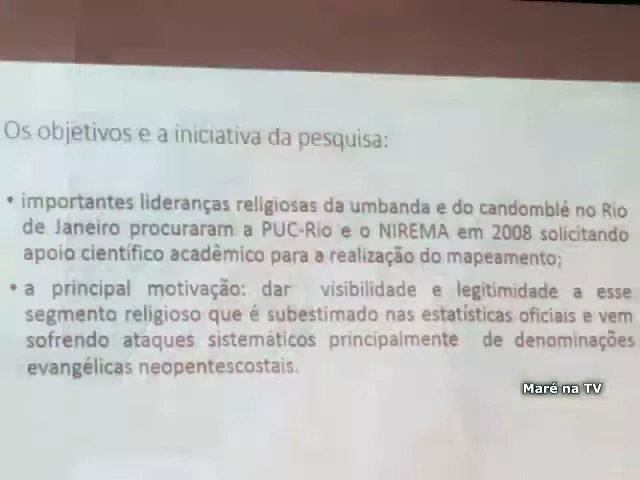 Os objetivos e a iniciativa da pesquisa:
• importantes lideranças religiosas da umbanda e do candomblé no Rio
de Janeiro procuraram a PUC-Rio e o NIREMA em 2008 solicitando
apoio científico acadêmico para a realização do mapeamento;
• a principal motivação: dar visibilidade e legitimidade a esse
segmento religioso que é subestimado nas estatísticas oficiais e vem
sofrendo ataques sistemáticos principalmente de denominações
evangélicas neopentescostais.
Maré na TV